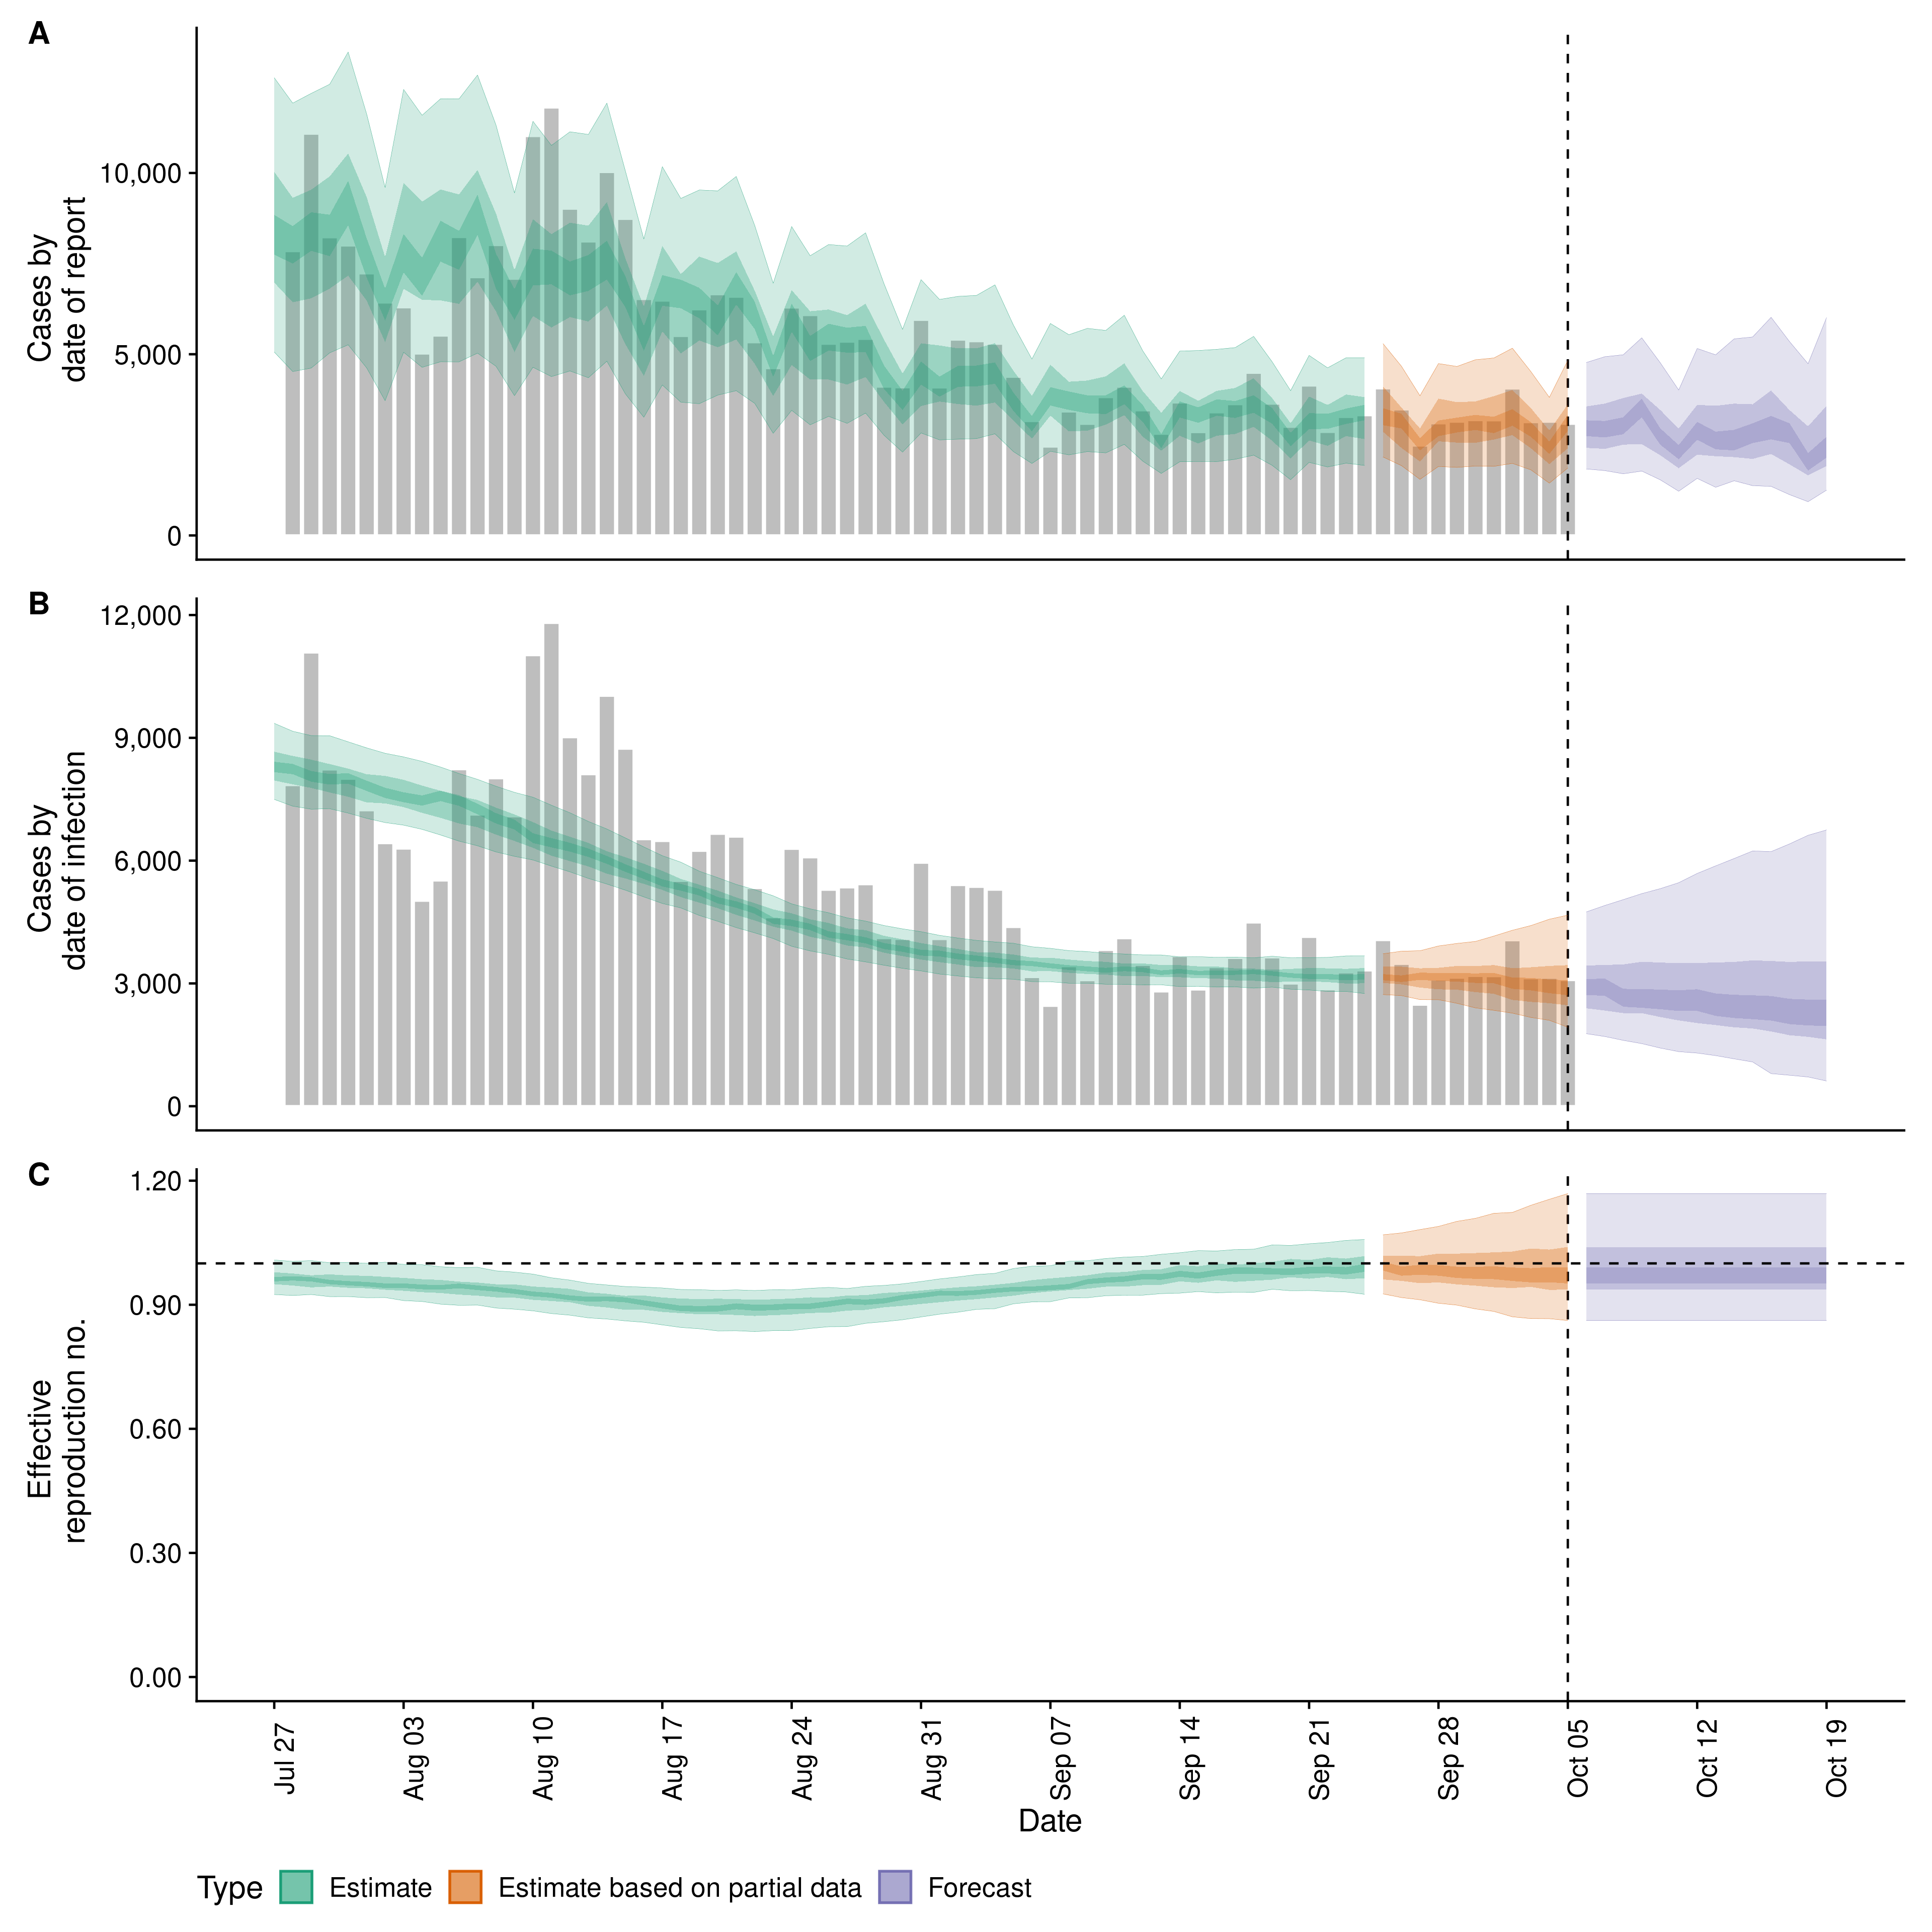 A
Cases by
date of report
10,000
5,000
0
B
Cases by
date of infection
12,000
9,000
6,000
3,000
0
C
Effective
reproduction no.
1.20
0.90
0.60
0.30
0.00
Jul 27
Aug 03
Aug 10
Aug 17
Aug 24
Aug 31
Sep 07
Sep 14
Sep 21
Sep 28
Oct 05
Oct 12
Oct 19
Date
Type Estimate Estimate based on partial data Forecast